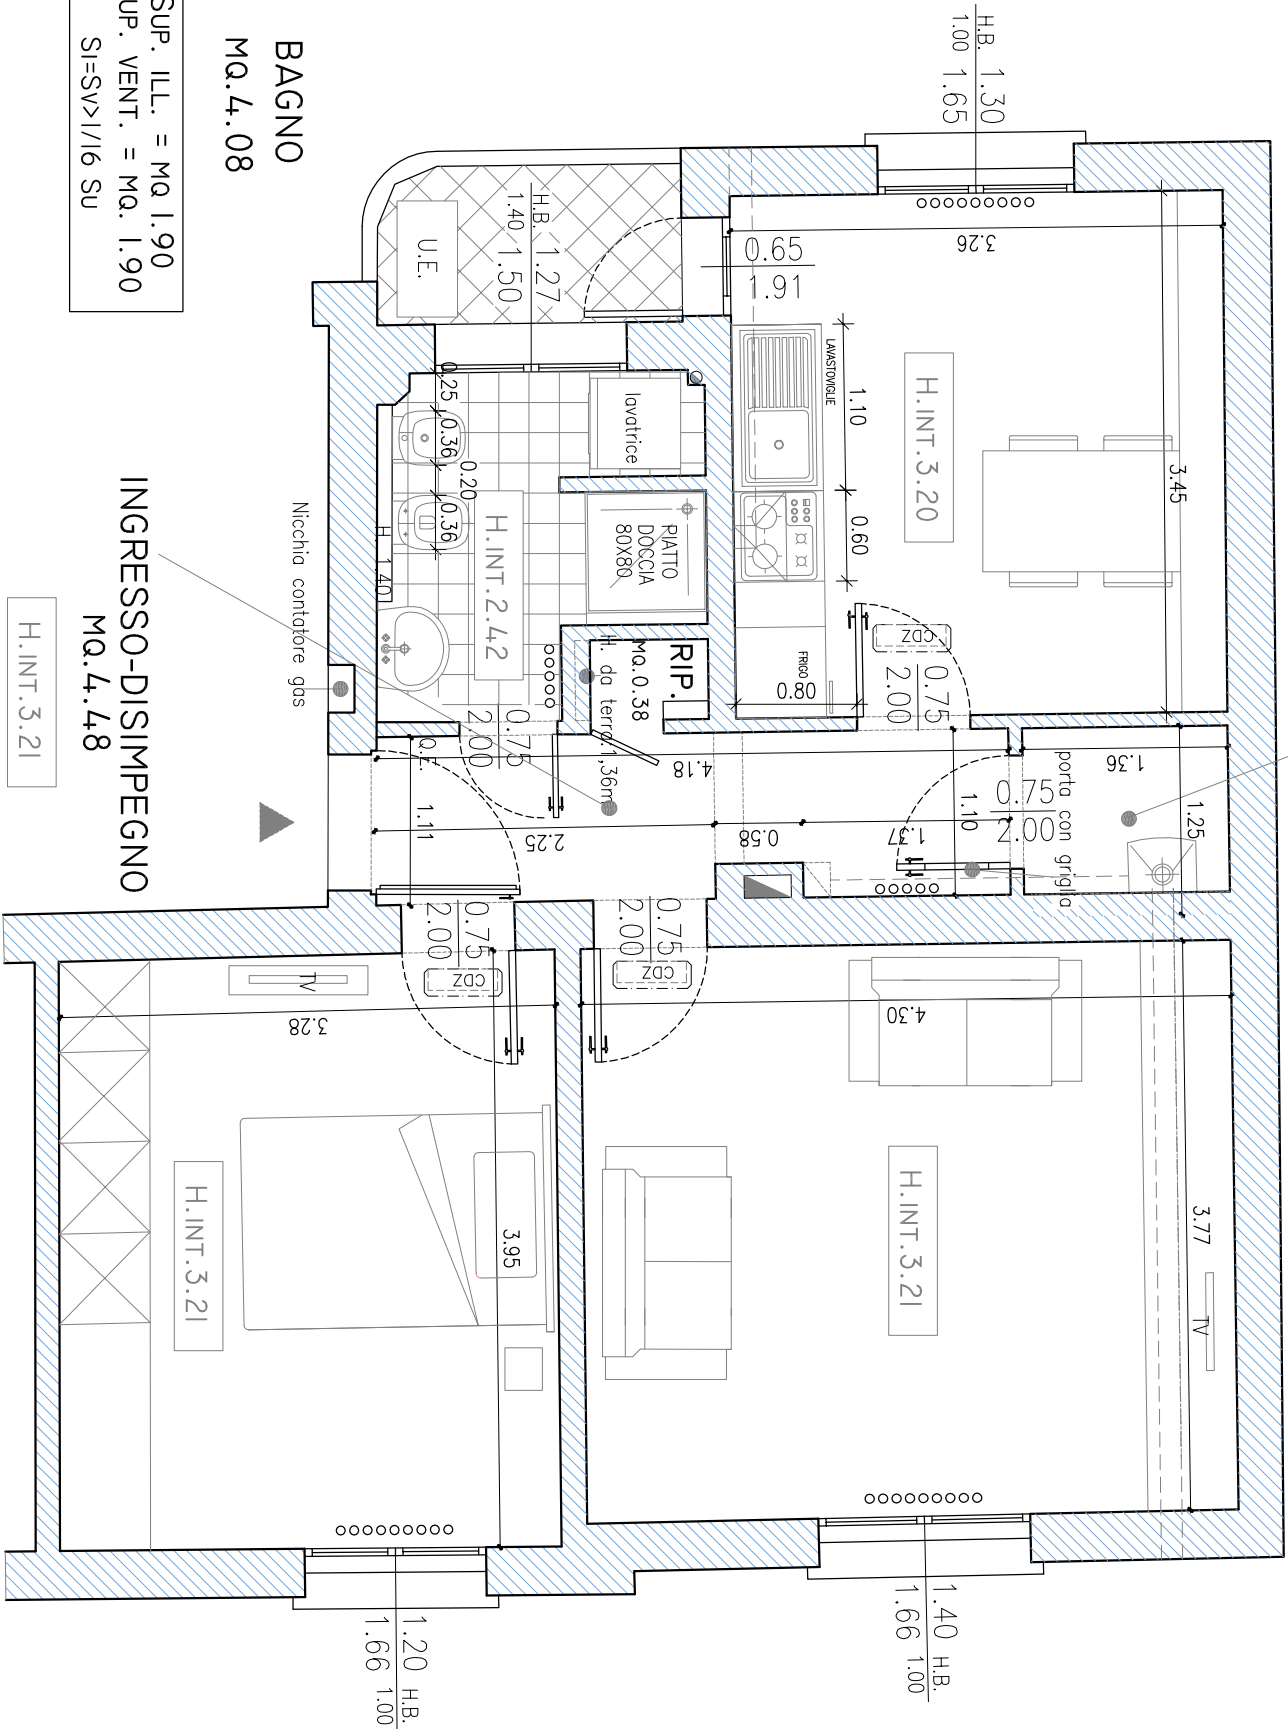 SUP. ILL. = MQ 1.90
UP. VENT. = MQ. 1.90
SI=SV>1/16 SU
BAGNO
MQ.4.08
INGRESSO-DISIMPEGNO
MQ.4.48
H.INT.3.21
Nicchia contatore gas
H.B. 1.30
1.00 1.65
3.26
0.65
1.91
H.B. 1.27
1.40 1.50
U.E.
LAVASTOVIGLIE
1.10
0.60
H.INT.3.20
3.45
lavatrice
0.25
0.36
0.20
0.36
H 1.40
H.INT.2.42
PIATTO
DOCCIA
80X80
FRIGO
0.80
CDZ
0.75
2.00
RIP.
MQ.0.38
H. da terra 1,36m
0.75
2.00
Q.E.
1.11
4.18
2.25
0.58
1.37
1.10
0.75
2.00
porta con griglia
1.36
1.25
0.75
2.00
CDZ
0.75
2.00
CDZ
TV
3.28
3.95
H.INT.3.21
4.30
H.INT.3.21
3.77
TV
1.40 H.B.
1.66 1.00
1.20 H.B.
1.66 1.00